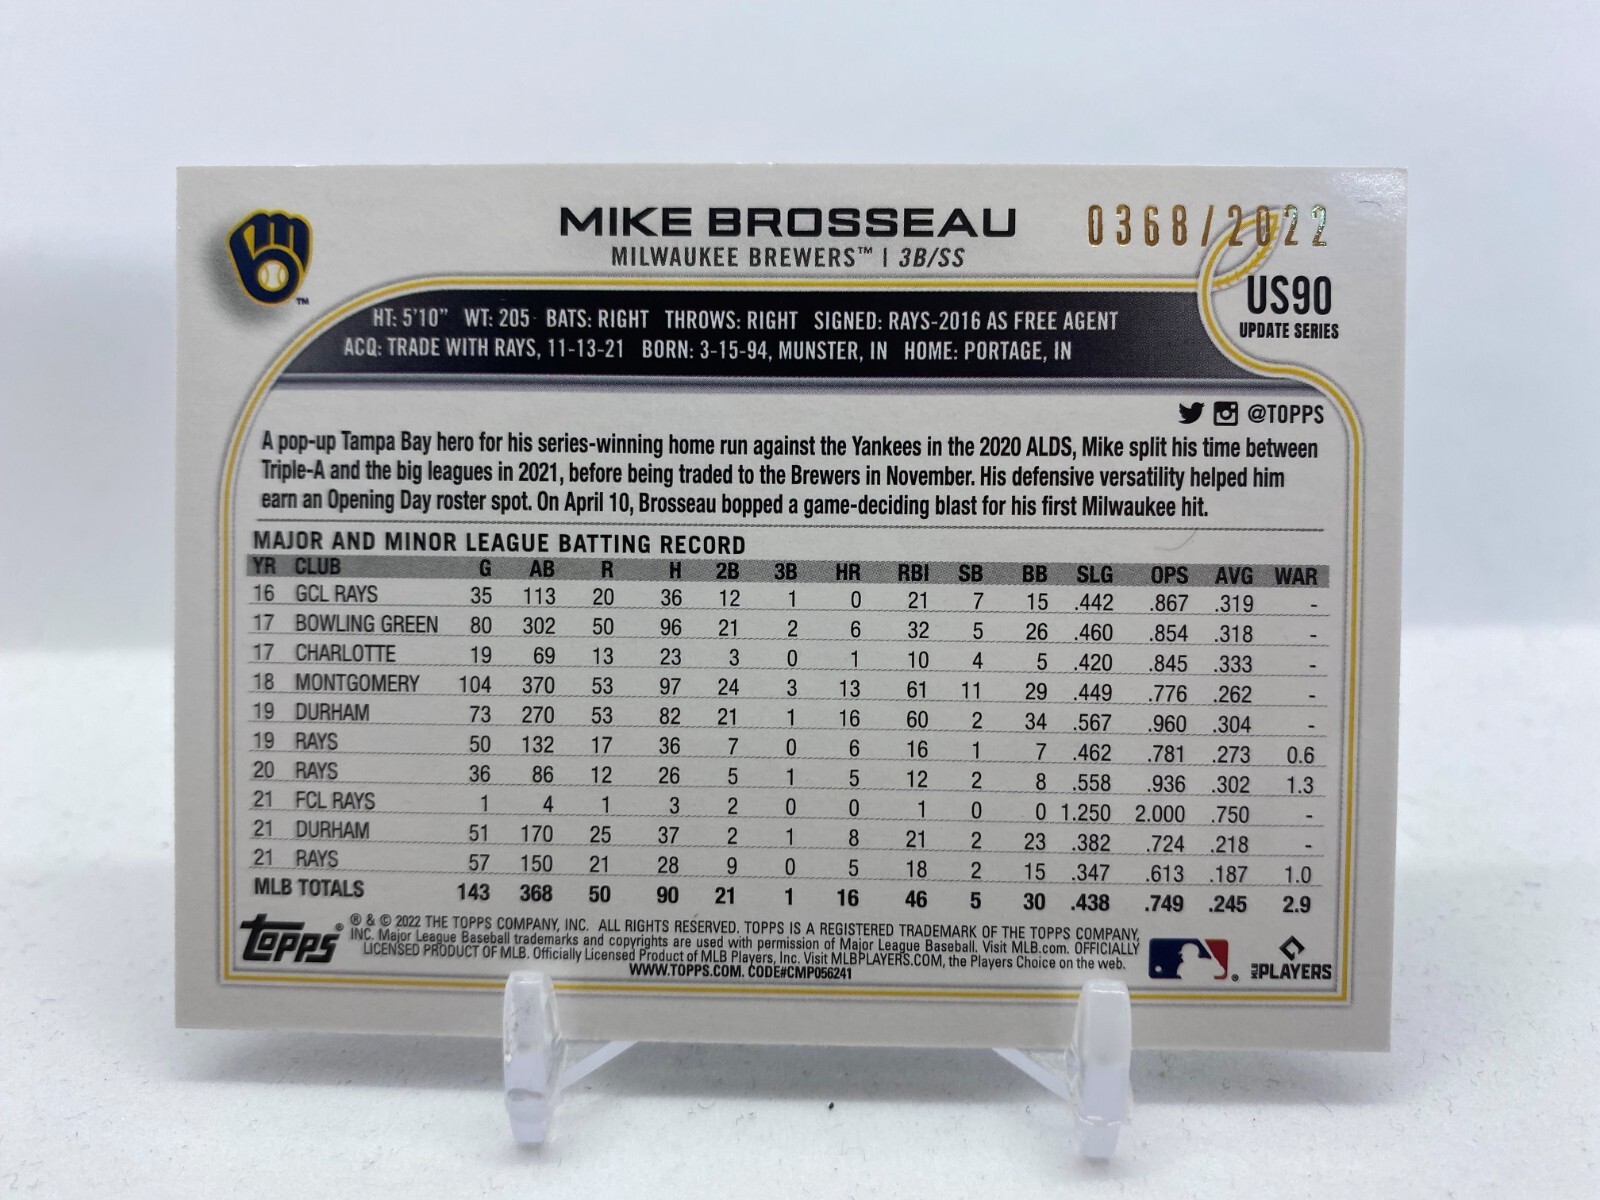 MIKE BROSSEAU
0368/2022
MILWAUKEE BREWERS™ | 3B/SS
™
US90
UPDATE SERIES
HT: 5'10" WT: 205 BATS: RIGHT THROWS: RIGHT SIGNED: RAYS-2016 AS FREE AGENT
ACQ: TRADE WITH RAYS, 11-13-21 BORN: 3-15-94, MUNSTER, IN HOME: PORTAGE, IN
@TOPPS
A pop-up Tampa Bay hero for his series-winning home run against the Yankees in the 2020 ALDS, Mike split his time between
Triple-A and the big leagues in 2021, before being traded to the Brewers in November. His defensive versatility helped him
earn an Opening Day roster spot. On April 10, Brosseau bopped a game-deciding blast for his first Milwaukee hit.
MAJOR AND MINOR LEAGUE BATTING RECORD
YR CLUB G AB R H 2B 3B HR RBI SB BB SLG OPS AVG WAR
16 GCL RAYS 35 113 20 36 12 1 0 21 7 15 .442 .867 .319 -
17 BOWLING GREEN 80 302 50 96 21 2 6 32 5 26 .460 .854 .318 -
17 CHARLOTTE 19 69 13 23 3 0 1 10 4 5 .420 .845 .333 -
18 MONTGOMERY 104 370 53 97 24 3 13 61 11 29 .449 .776 .262 -
19 DURHAM 73 270 53 82 21 1 16 60 2 34 .567 .960 .304 -
19 RAYS 50 132 17 36 7 0 6 16 1 7 .462 .781 .273 0.6
20 RAYS 36 86 12 26 5 1 5 12 2 8 .558 .936 .302 1.3
21 FCL RAYS 1 4 1 3 2 0 0 1 0 0 1.250 2.000 .750 -
21 DURHAM 51 170 25 37 2 1 8 21 2 23 .382 .724 .218 -
21 RAYS 57 150 21 28 9 0 5 18 2 15 .347 .613 .187 1.0
MLB TOTALS 143 368 50 90 21 1 16 46 5 30 .438 .749 .245 2.9
Topps®
® & © 2022 THE TOPPS COMPANY, INC. ALL RIGHTS RESERVED. TOPPS IS A REGISTERED TRADEMARK OF THE TOPPS COMPANY,
INC. Major League Baseball trademarks and copyrights are used with permission of Major League Baseball. Visit MLB.com. OFFICIALLY
LICENSED PRODUCT OF MLB. Officially Licensed Product of MLB Players, Inc. Visit MLBPLAYERS.COM, the Players Choice on the web.
WWW.TOPPS.COM. CODE#CMP056241
®
MLB PLAYERS